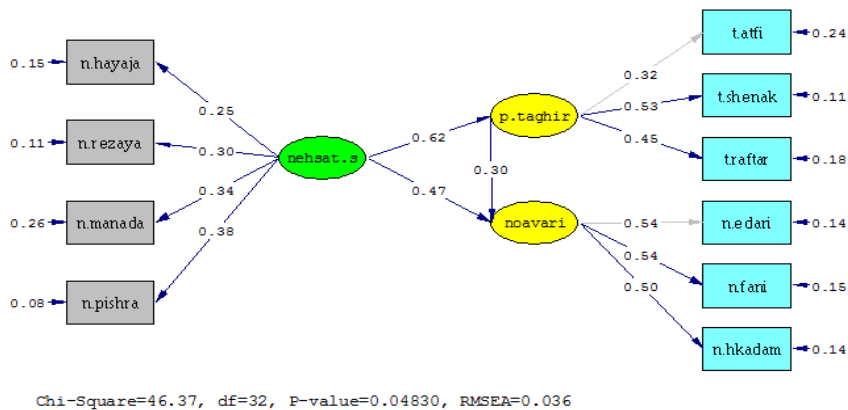 t.atfi
0.24
0.15
n.hayaja
0.32
0.25
0.53
t.shenak
0.11
p.taghir
0.11
n.rezaya
0.30
0.62
0.45
nehsat.s
t.raftar
0.18
0.30
0.34
0.47
0.26
n.manada
noavari
0.54
n.edari
0.14
0.38
0.54
n.fani
0.15
0.08
n.pishra
0.50
n.hkadam
0.14
Chi-Square=46.37, df=32, P-value=0.04830, RMSEA=0.036